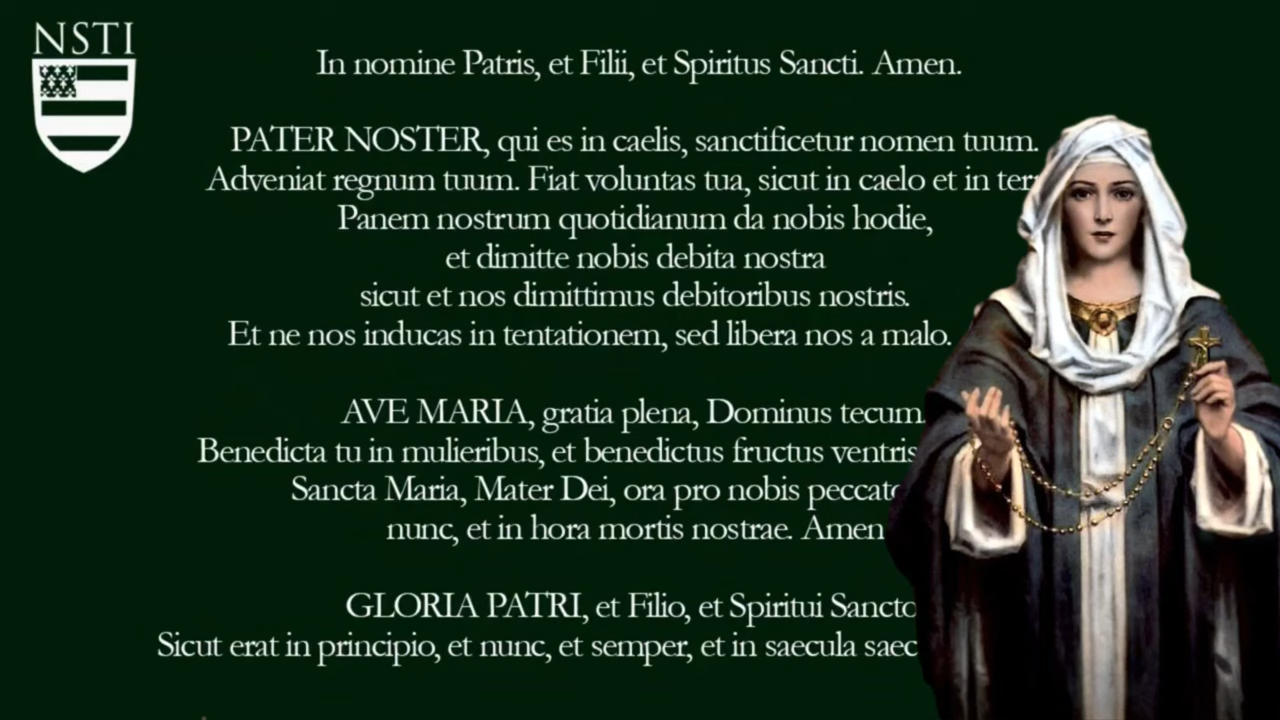 NSTI
In nomine Patris, et Filii, et Spiritus Sancti. Amen.
PATER NOSTER, qui es in caelis, sanctificetur nomen tuum.
Adveniat regnum tuum. Fiat voluntas tua, sicut in caelo et in
Panem nostrum quotidianum da nobis hodie,
et dimitte nobis debita nostra
sicut et nos dimittimus debitoribus nostris.
Et ne nos inducas in tentationem, sed libera nos a malo.
AVE MARIA, gratia plena, Dominus tecum.
Benedicta tu in mulieribus, et benedictus fructus ventris
Sancta Maria, Mater Dei, ora pro nobis
nunc, et in hora mortis nostrae. Amen
GLORIA PATRI, et Filio, et Spiritui Sancto
Sicut erat in principio, et nunc, et semper, et in saecula